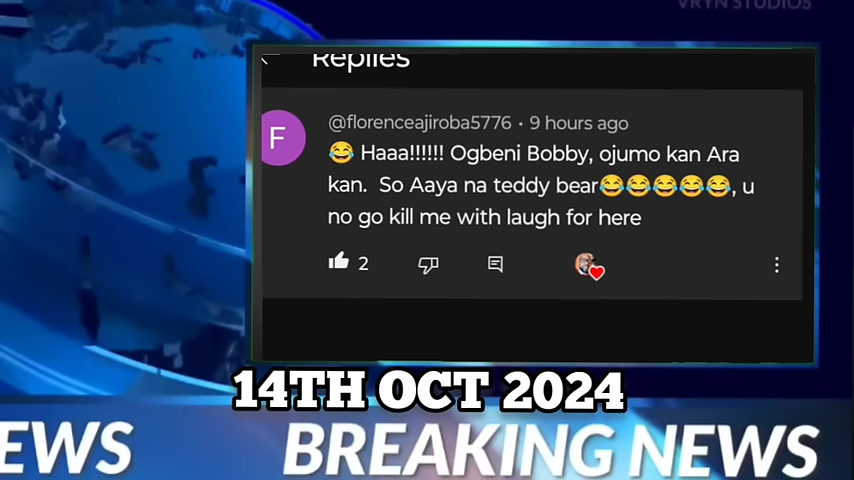 VRYN STUDIOS
Replies
F
@florenceajiroba5776 • 9 hours ago
😂 Haaa!!!!!! Ogbeni Bobby, ojumo kan Ara
kan. So Aaya na teddy bear😂😂😂😂😂, u
no go kill me with laugh for here
2
14TH OCT 2024
EWS
BREAKING NEWS